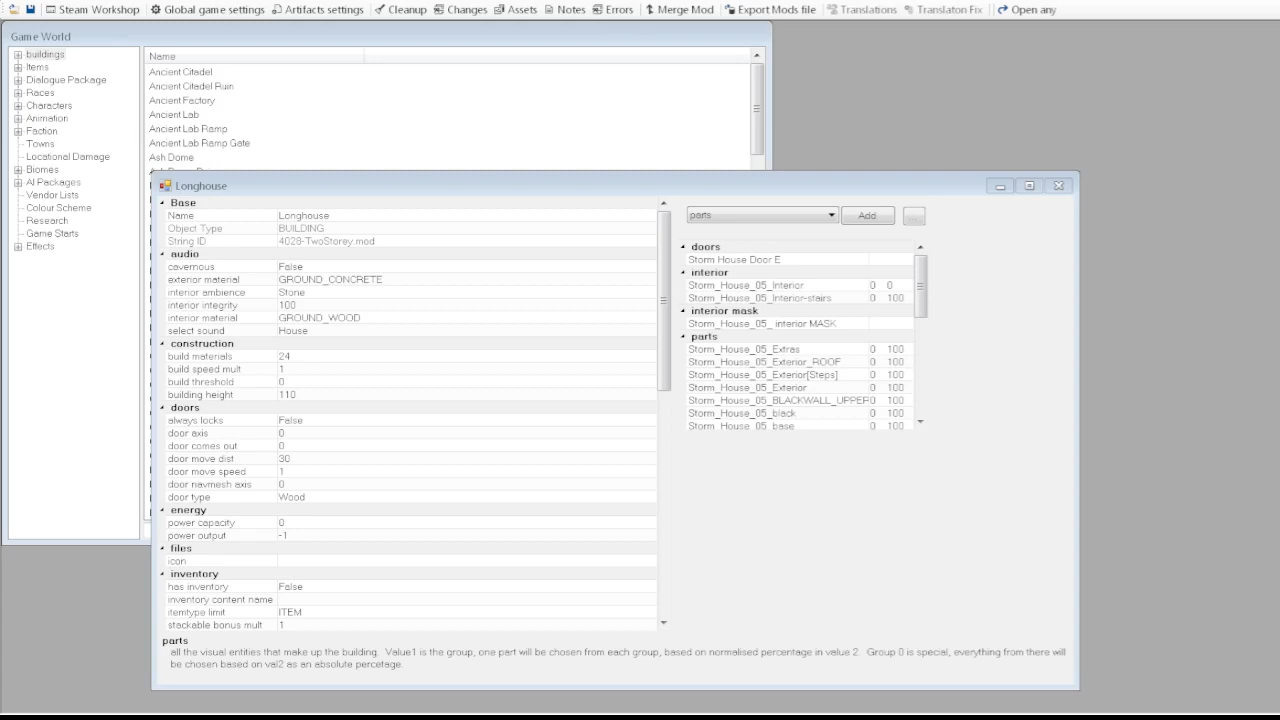 Steam Workshop Global game settings Artifacts settings Cleanup Changes Assets Notes Errors Merge Mod Export Mods file Translations Translaton Fix Open any
Game World
buildings
Items
Dialogue Package
Races
Characters
Animation
Faction
Towns
Locational Damage
Biomes
AI Packages
Vendor Lists
Colour Scheme
Research
Game Starts
Effects
Name
Ancient Citadel
Ancient Citadel Ruin
Ancient Factory
Ancient Lab
Ancient Lab Ramp
Ancient Lab Ramp Gate
Ash Dome
Longhouse
Base
Name Longhouse
Object Type BUILDING
String ID 4028-TwoStorey.mod
audio
cavernous False
exterior material GROUND_CONCRETE
interior ambience Stone
interior integrity 100
interior material GROUND_WOOD
select sound House
construction
build materials 24
build speed mult 1
build threshold 0
building height 110
doors
always locks False
door axis 0
door comes out 0
door move dist 30
door move speed 1
door navmesh axis 0
door type Wood
energy
power capacity 0
power output -1
files
icon
inventory
has inventory False
inventory content name
itemtype limit ITEM
stackable bonus mult 1
parts Add ...
doors
Storm House Door E
interior
Storm_House_05_Interior 0 0
Storm_House_05_Interior-stairs 0 100
interior mask
Storm_House_05_ interior MASK
parts
Storm_House_05_Extras 0 100
Storm_House_05_Exterior_ROOF 0 100
Storm_House_05_Exterior[Steps] 0 100
Storm_House_05_Exterior 0 100
Storm_House_05_BLACKWALL_UPPER 0 100
Storm_House_05_black 0 100
Storm_House_05_base 0 100
parts
all the visual entities that make up the building. Value1 is the group, one part will be chosen from each group, based on normalised percentage in value 2. Group 0 is special, everything from there will
be chosen based on val2 as an absolute percetage.